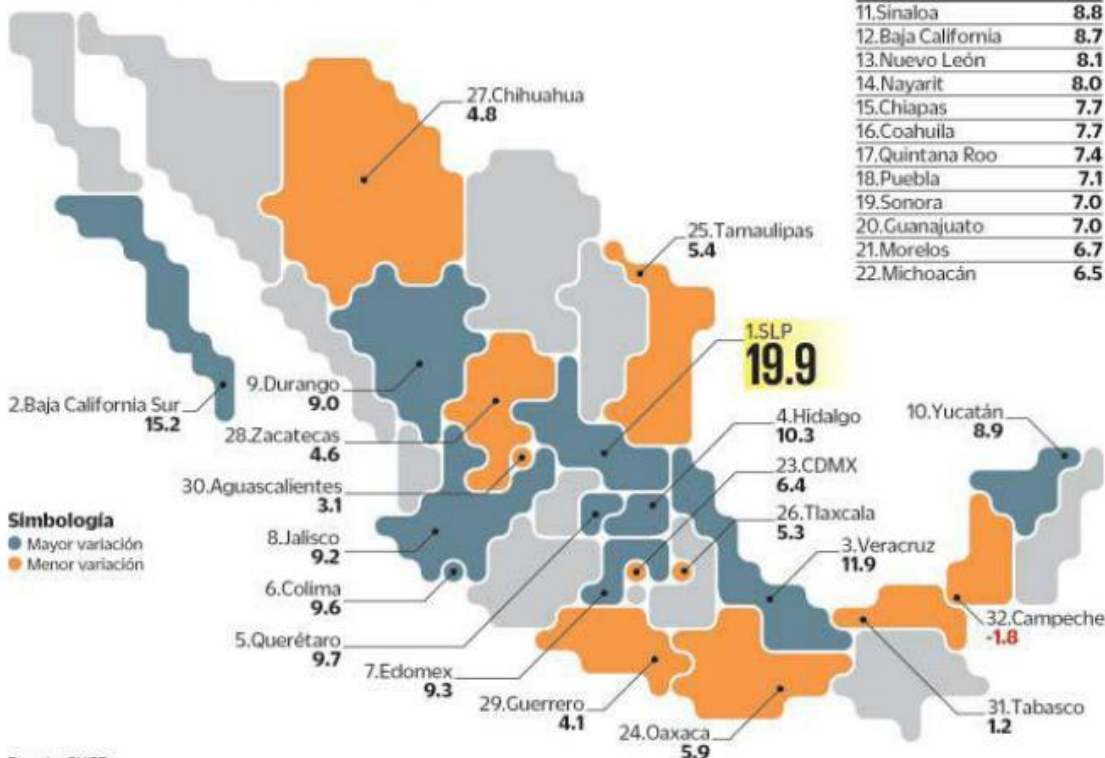 11.Sinaloa 8.8
12.Baja California 8.7
13.Nuevo León 8.1
14.Nayarit 8.0
15.Chiapas 7.7
16.Coahuila 7.7
17.Quintana Roo 7.4
18.Puebla 7.1
19.Sonora 7.0
20.Guanajuato 7.0
21.Morelos 6.7
22.Michoacán 6.5
27.Chihuahua
4.8
25.Tamaulipas
5.4
1.SLP
19.9
2.Baja California Sur
15.2
9.Durango
9.0
28.Zacatecas
4.6
30.Aguascalientes
3.1
8.Jalisco
9.2
6.Colima
9.6
5.Querétaro
9.7
7.Edomex
9.3
29.Guerrero
4.1
24.Oaxaca
5.9
4.Hidalgo
10.3
23.CDMX
6.4
26.Tlaxcala
5.3
3.Veracruz
11.9
10.Yucatán
8.9
32.Campeche
-1.8
31.Tabasco
1.2
Simbología
Mayor variación
Menor variación